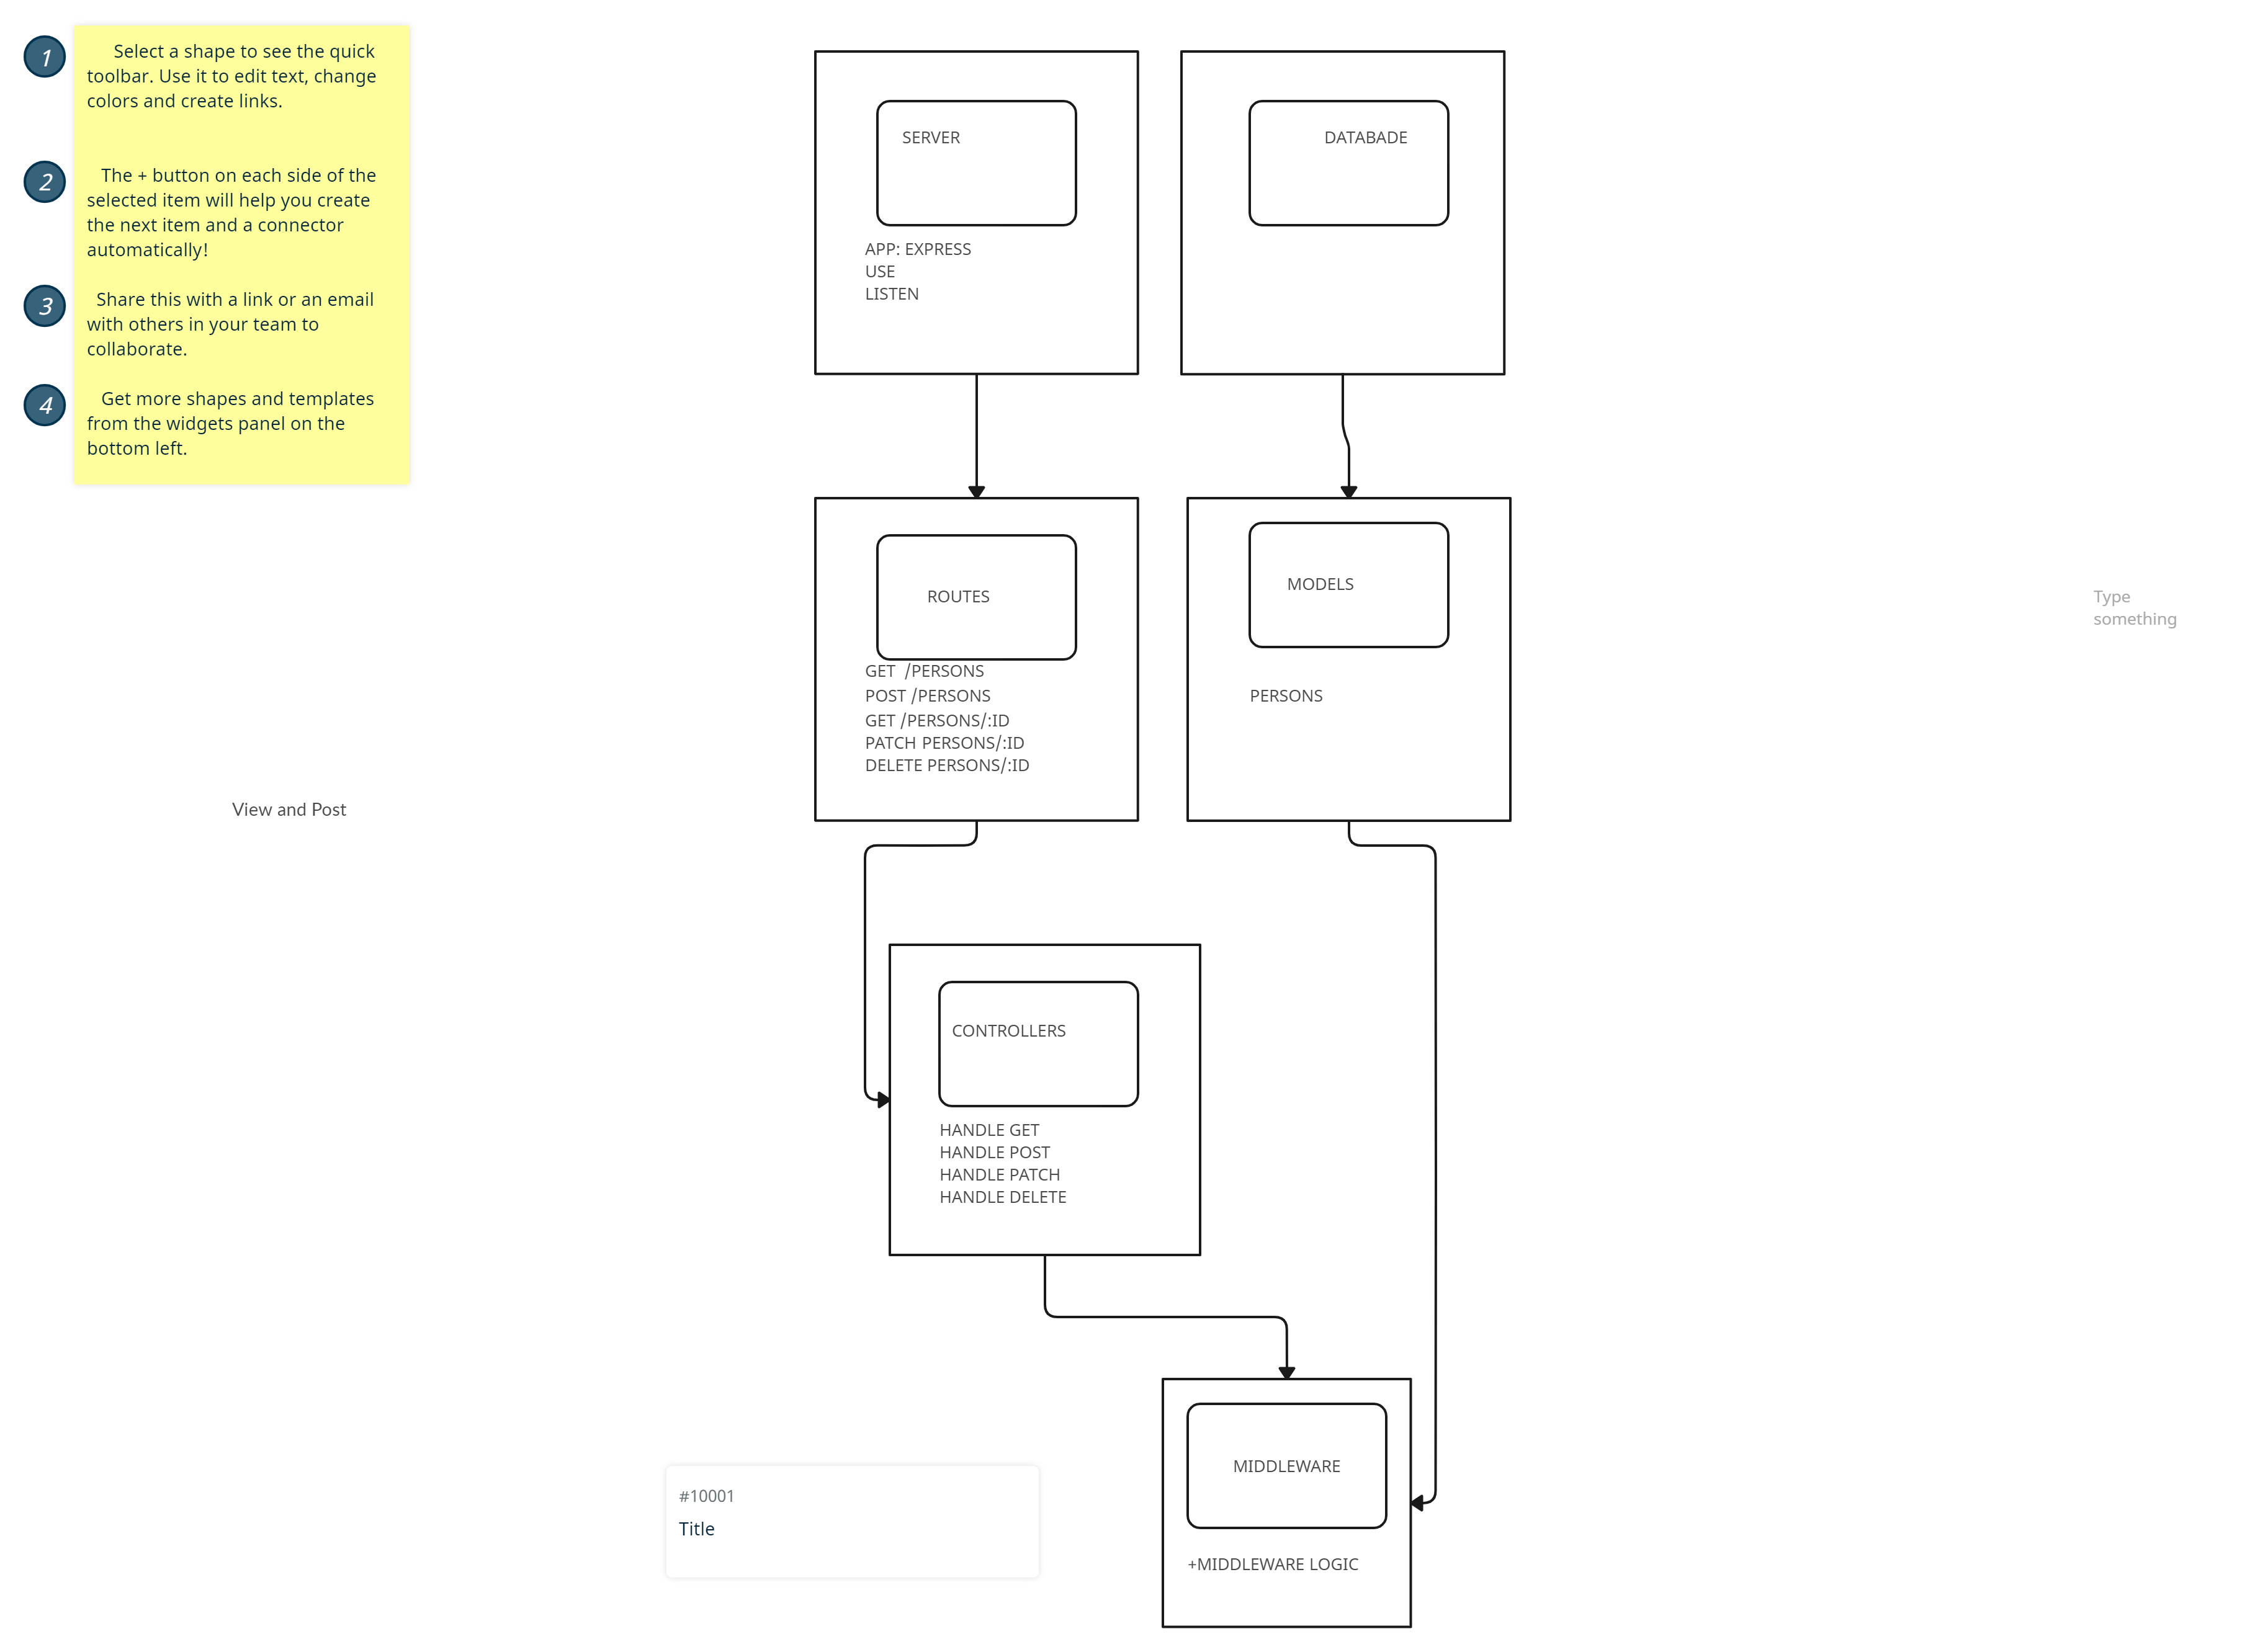 1
Select a shape to see the quick
toolbar. Use it to edit text, change
colors and create links.
2
The + button on each side of the
selected item will help you create
the next item and a connector
automatically!
3
Share this with a link or an email
with others in your team to
collaborate.
4
Get more shapes and templates
from the widgets panel on the
bottom left.
SERVER
APP: EXPRESS
USE
LISTEN
DATABADE
ROUTES
GET /PERSONS
POST /PERSONS
GET /PERSONS/:ID
PATCH PERSONS/:ID
DELETE PERSONS/:ID
MODELS
PERSONS
Type
something
View and Post
CONTROLLERS
HANDLE GET
HANDLE POST
HANDLE PATCH
HANDLE DELETE
MIDDLEWARE
+MIDDLEWARE LOGIC
#10001
Title